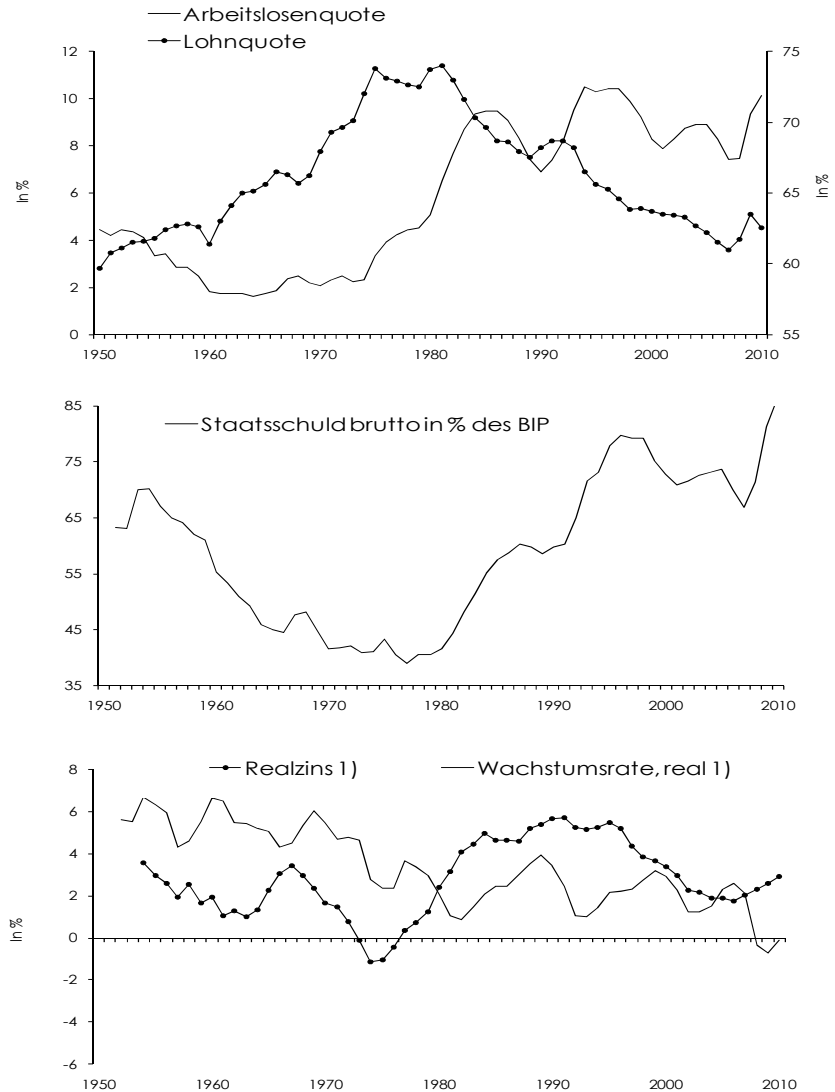 Arbeitslosenquote
Lohnquote
12 75
10
70
8
In % 6 65 In %
4
60
2
0 55
1950 1960 1970 1980 1990 2000 2010
85
Staatsschuld brutto in % des BIP
75
65
55
45
35
1950 1960 1970 1980 1990 2000 2010
8
Realzins 1) Wachstumsrate, real 1)
6
4
2
In % 0
-2
-4
-6
1950 1960 1970 1980 1990 2000 2010